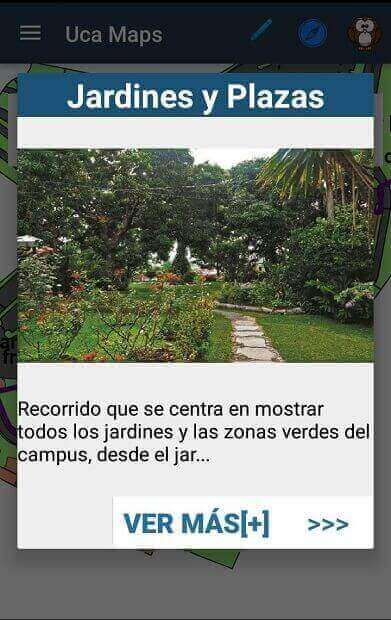 Uca Maps
Jardines y Plazas
Recorrido que se centra en mostrar
todos los jardines y las zonas verdes del
campus, desde el jar...
VER MÁS[+] >>>